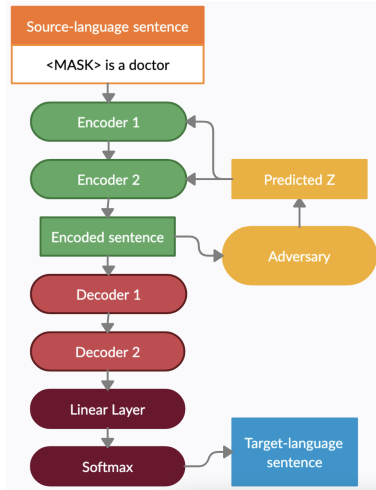 Source-language sentence
<MASK> is a doctor
Encoder 1
Encoder 2
Predicted Z
Encoded sentence
Adversary
Decoder 1
Decoder 2
Linear Layer
Softmax
Target-language
sentence